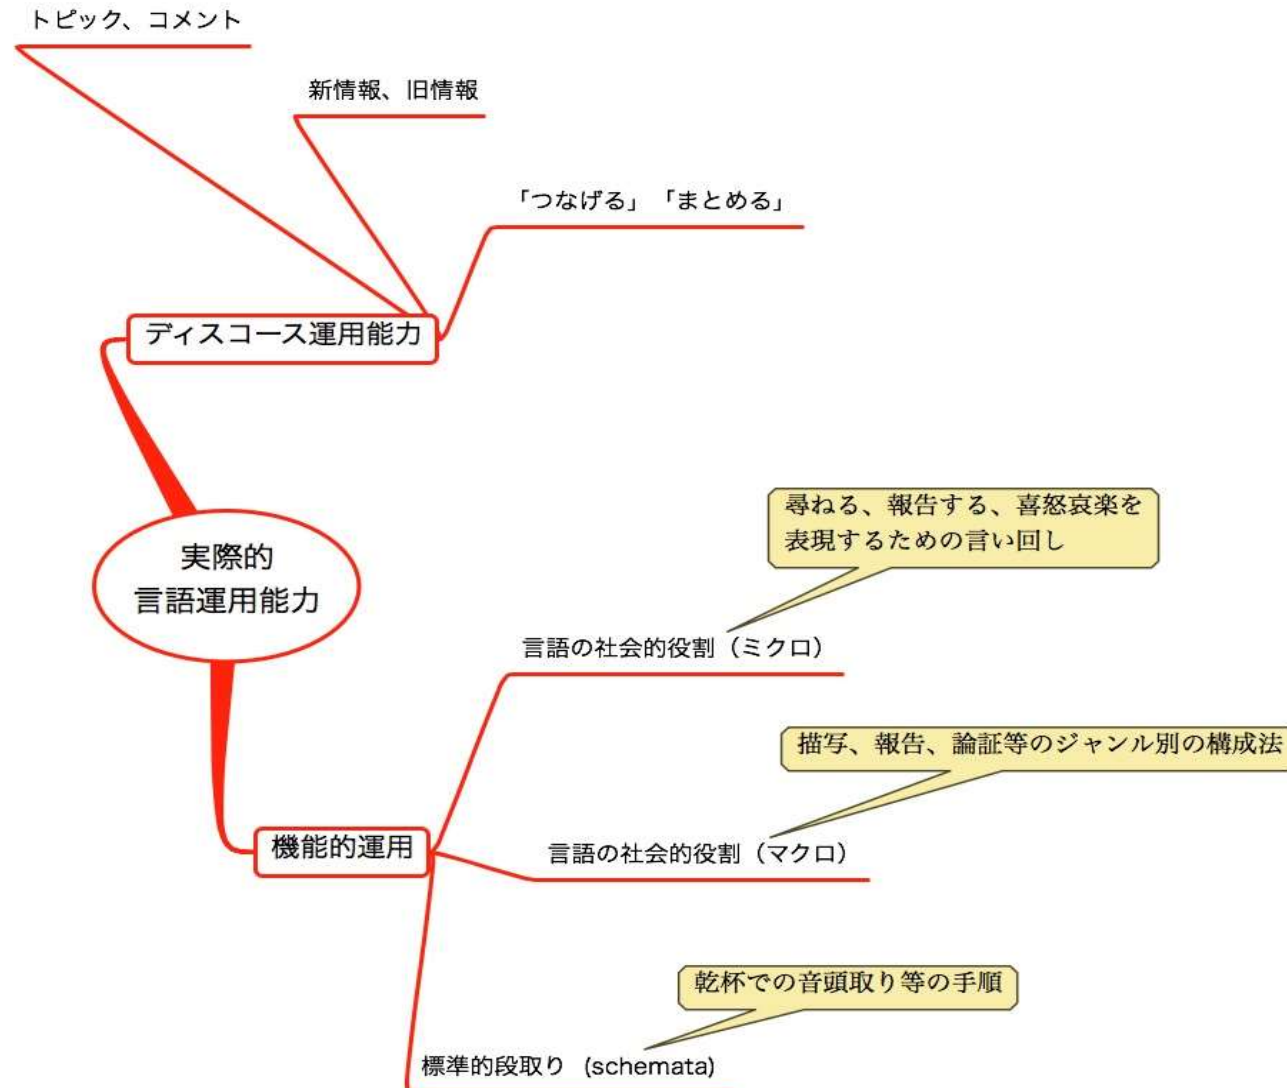 トピック、コメント
新情報、旧情報
「つなげる」「まとめる」
ディスコース運用能力
実際的
言語運用能力
尋ねる、報告する、喜怒哀楽を
表現するための言い回し
言語の社会的役割（ミクロ）
描写、報告、論証等のジャンル別の構成法
機能的運用
言語の社会的役割（マクロ）
乾杯での音頭取り等の手順
標準的段取り (schemata)